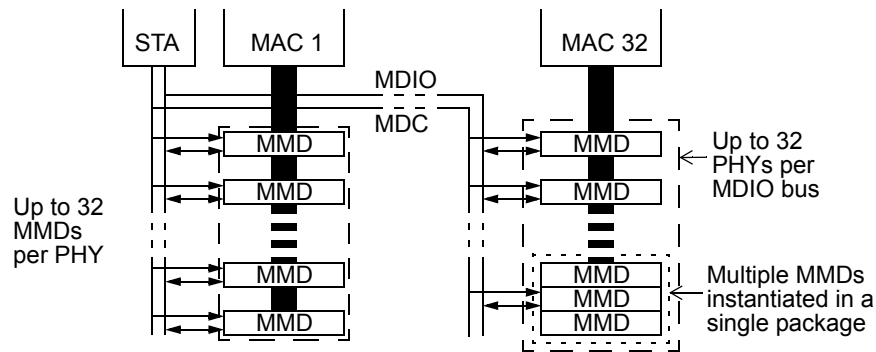 STA
MAC 1
MAC 32
MDIO
MDC
MMD
MMD
MMD
MMD
Up to 32
MMDs
per PHY
MMD
MMD
MMD
MMD
MMD
Up to 32
PHYs per
MDIO bus
Multiple MMDs
instantiated in a
single package